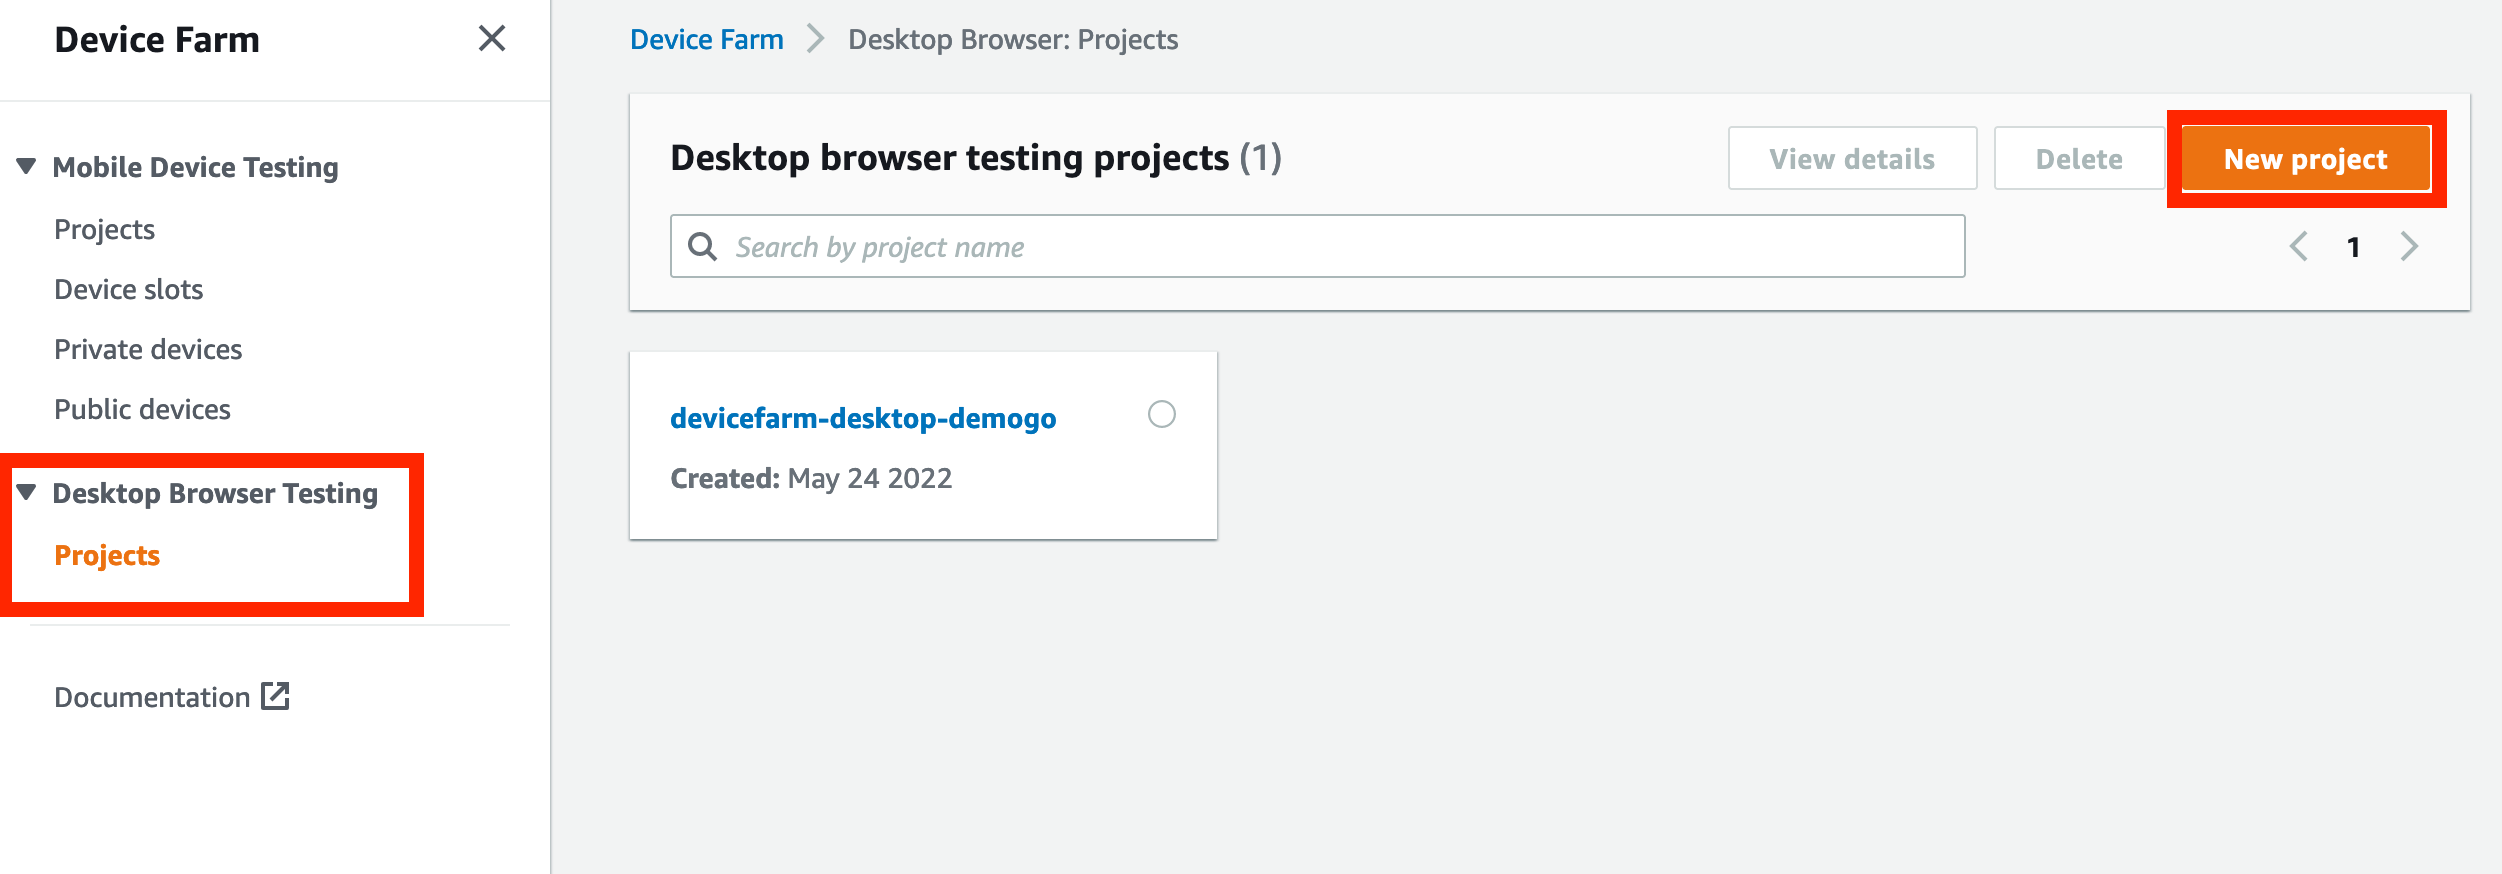 Device Farm
Mobile Device Testing
Projects
Device slots
Private devices
Public devices
Desktop Browser Testing
Projects
Documentation
Device Farm > Desktop Browser: Projects
Desktop browser testing projects (1)
View details
Delete
New project
Search by project name
1
devicefarm-desktop-demogo
Created: May 24 2022